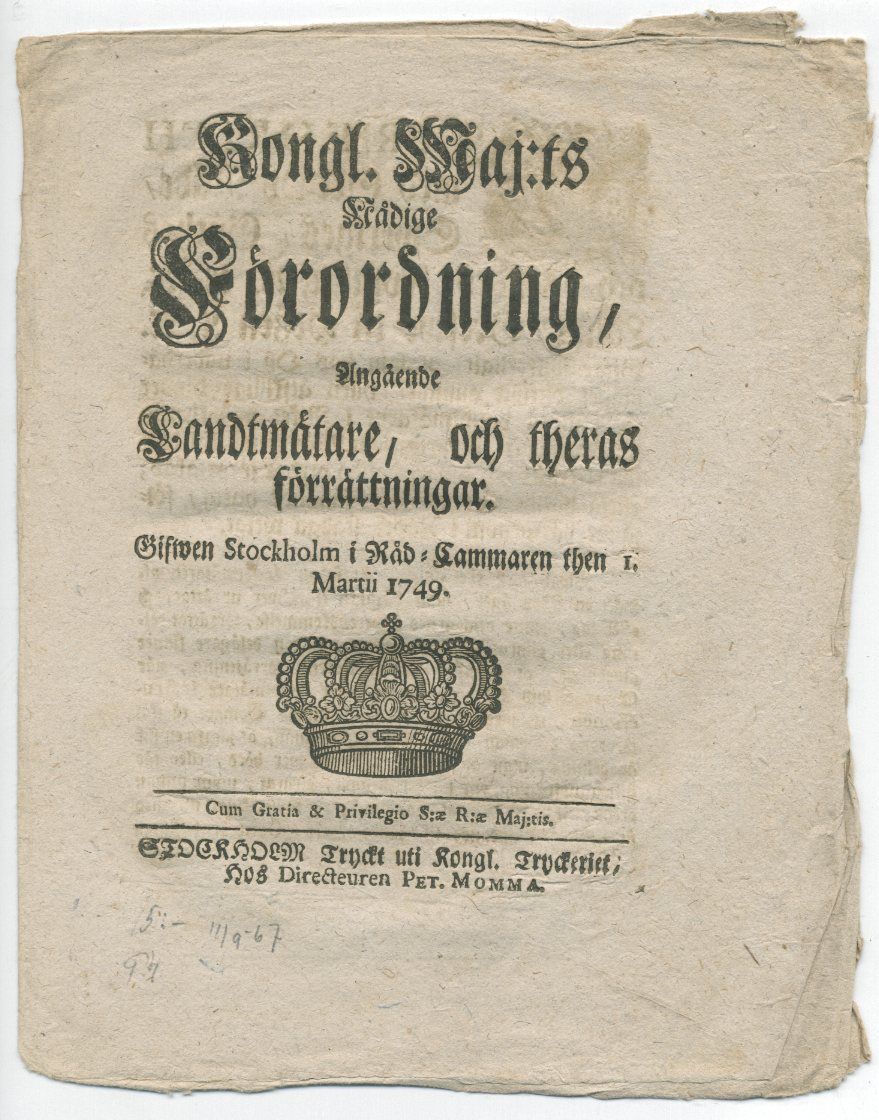 Kongl. Maj:ts
Nådige
Förordning,
Angående
Landtmätare, och theras
förrättningar.
Gifwen Stockholm i Råd-Cammaren then 1.
Martii 1749.
Cum Gratia & Privilegio S:æ R:æ Maj:tis.
STOCKHOLM Tryckt uti Kongl. Tryckeriet,
Hos Directeuren PET. MOMMA.
15:-